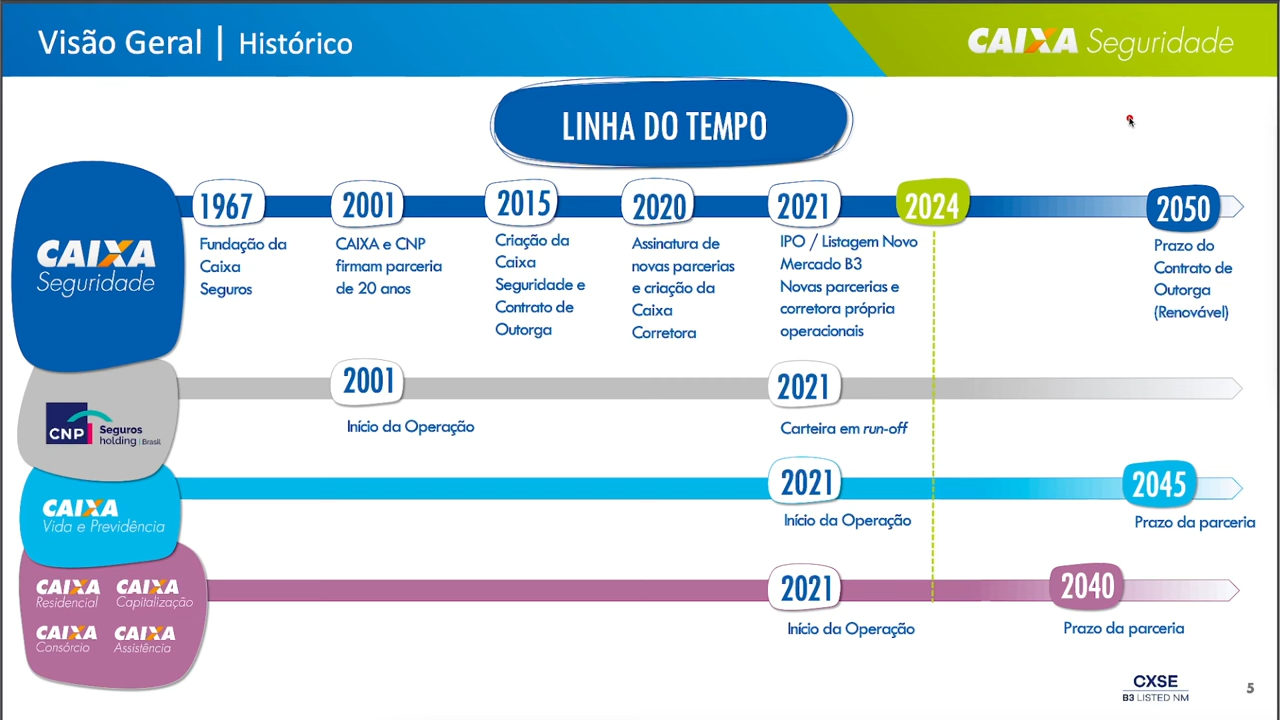 Visão Geral | Histórico
CAIXA Seguridade
LINHA DO TEMPO
CAIXA
Seguridade
1967
Fundação da
Caixa
Seguros
2001
CAIXA e CNP
firmam parceria
de 20 anos
2015
Criação da
Caixa
Seguridade e
Contrato de
Outorga
2020
Assinatura de
novas parcerias
e criação da
Caixa
Corretora
2021
IPO / Listagem Novo
Mercado B3
Novas parcerias e
corretora própria
operacionais
2024
2050
Prazo do
Contrato de
Outorga
(Renovável)
CNP Seguros
holding | Brasil
2001
Início da Operação
2021
Carteira em run-off
CAIXA
Vida e Previdência
2021
Início da Operação
2045
Prazo da parceria
CAIXA
Residencial
CAIXA
Capitalização
CAIXA
Consórcio
CAIXA
Assistência
2021
Início da Operação
2040
Prazo da parceria
CXSE
B3 LISTED NM
5